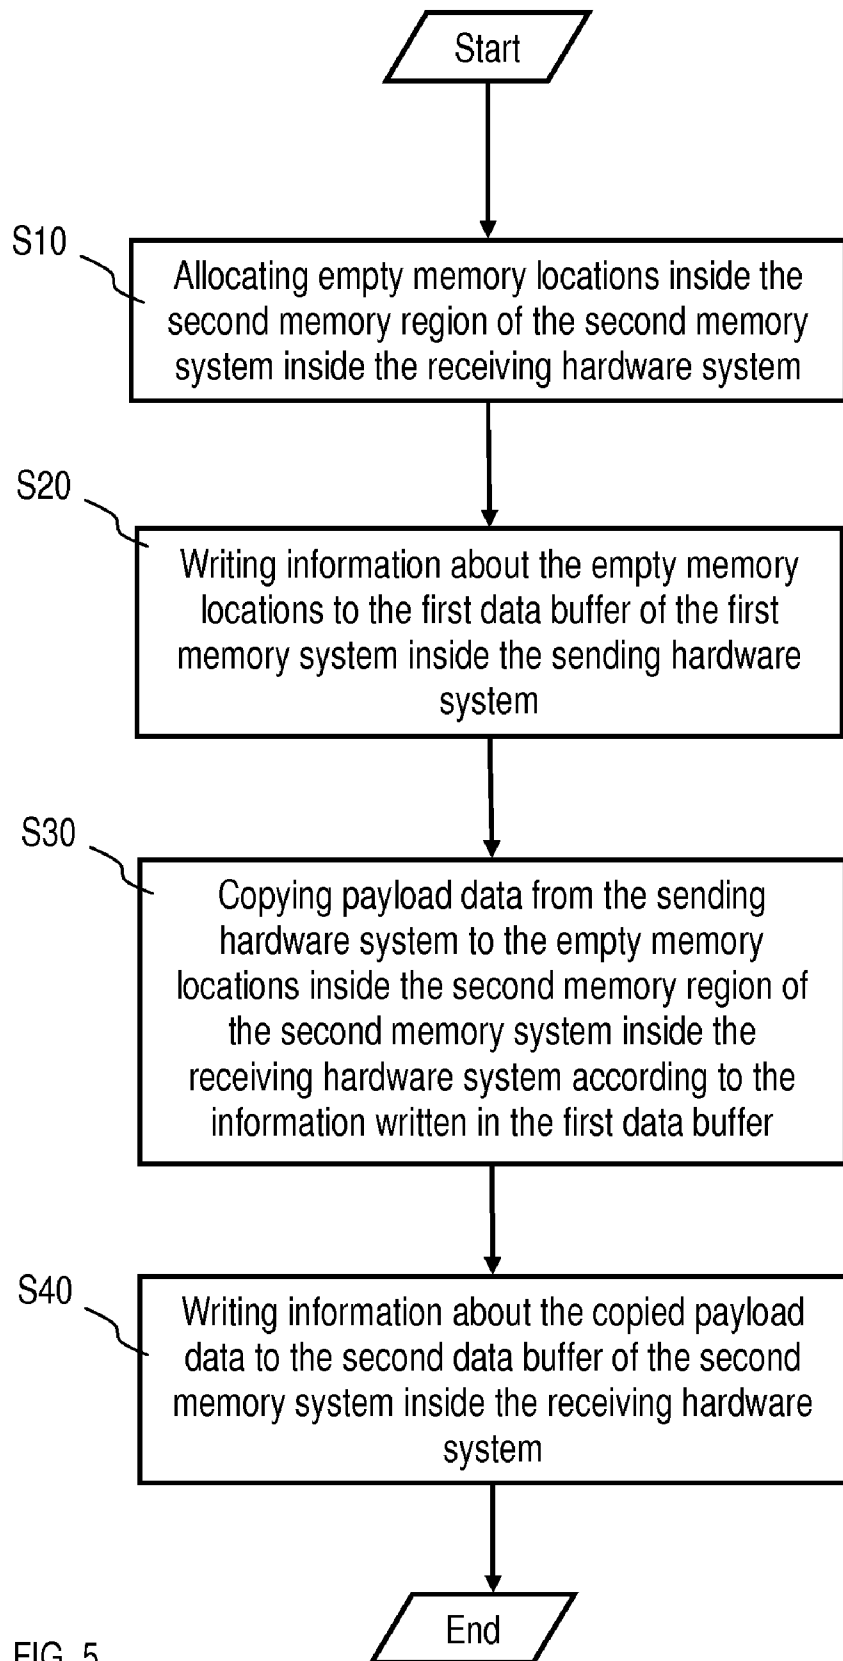 Start
S10
Allocating empty memory locations inside the
second memory region of the second memory
system inside the receiving hardware system
S20
Writing information about the empty memory
locations to the first data buffer of the first
memory system inside the sending hardware
system
S30
Copying payload data from the sending
hardware system to the empty memory
locations inside the second memory region of
the second memory system inside the
receiving hardware system according to the
information written in the first data buffer
S40
Writing information about the copied payload
data to the second data buffer of the second
memory system inside the receiving hardware
system
End
FIG. 5